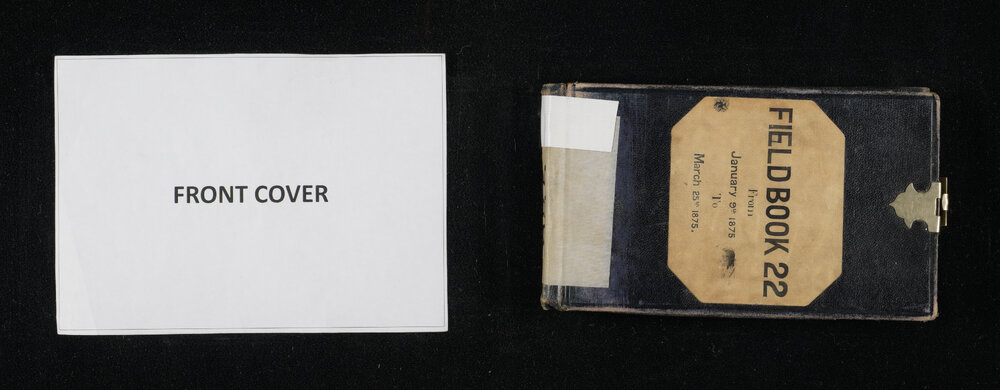 FRONT COVER
FIELD BOOK 22
From
January 9th 1875
To
March 25th 1875.